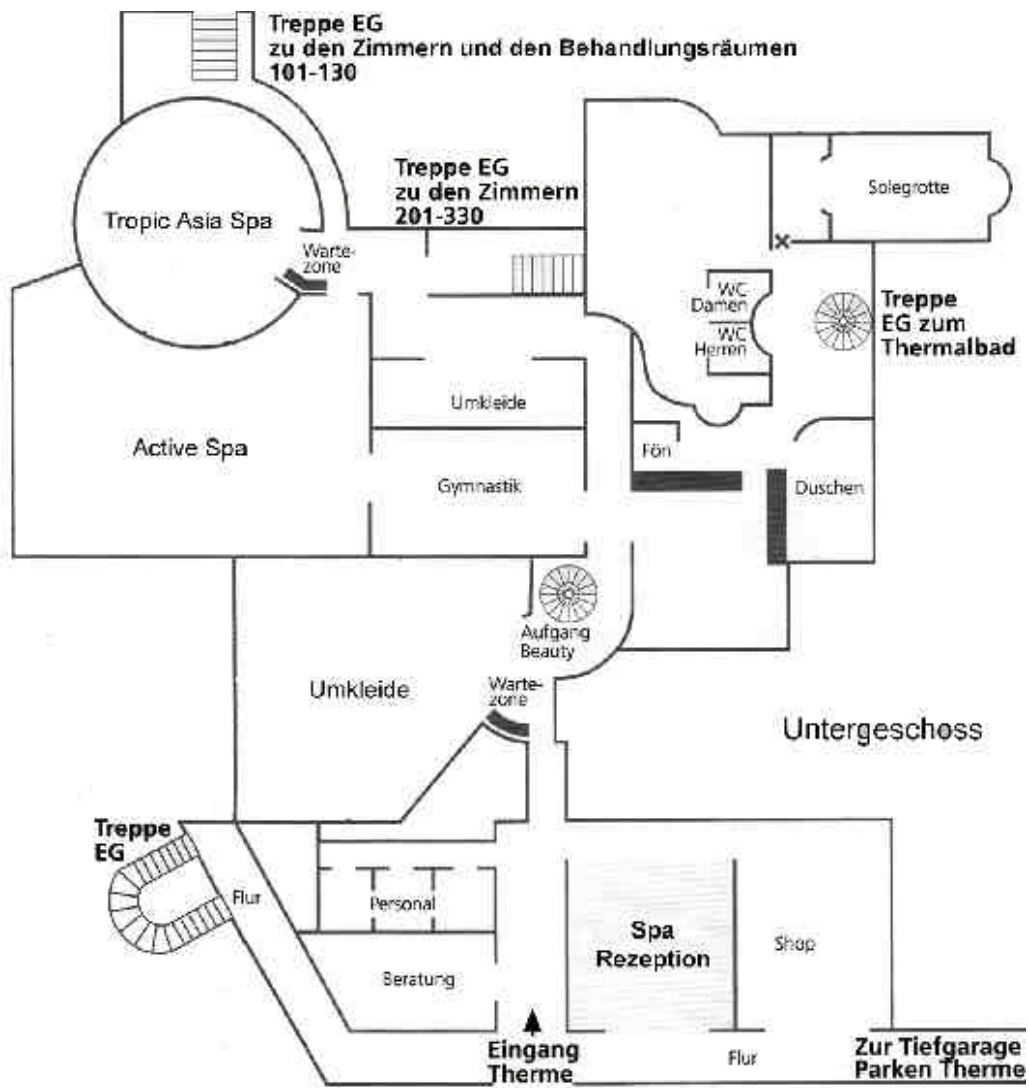 Treppe EG
zu den Zimmern und den Behandlungsräumen
101-130
Treppe EG
zu den Zimmern
201-330
Solegrotte
Tropic Asia Spa
Warte-
zone
WC
Damen
WC
Herren
Treppe
EG zum
Thermalbad
Umkleide
Active Spa
Fön
Gymnastik
Duschen
Aufgang
Beauty
Umkleide
Warte-
zone
Untergeschoss
Treppe
EG
Flur
Personal
Spa
Rezeption
Shop
Beratung
Eingang
Therme
Flur
Zur Tiefgarage
Parken Therme